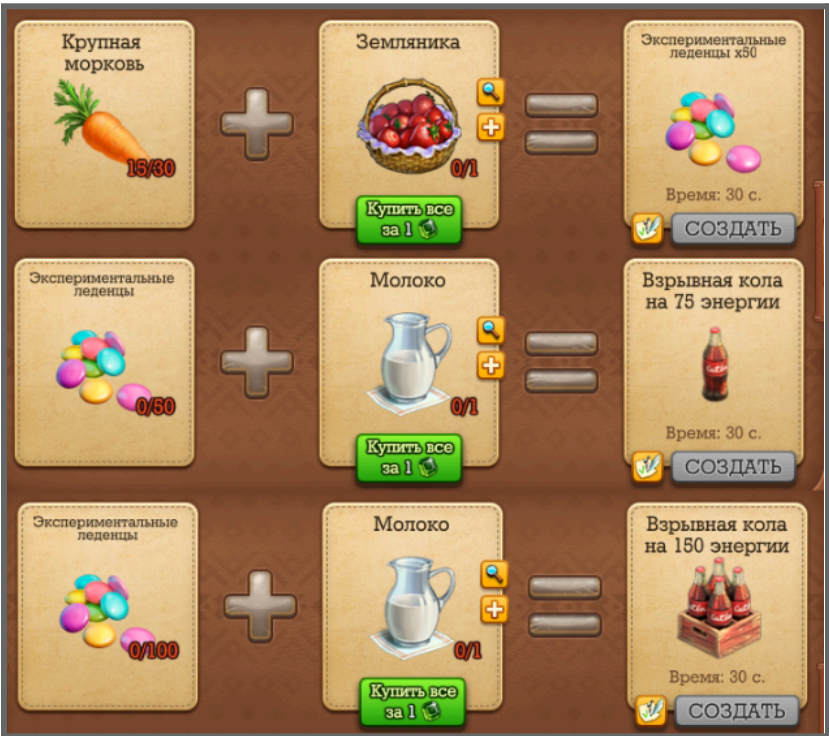 Крупная
морковь
15/30
Земляника
0/1
Купить все
за 1
Экспериментальные
леденцы x50
Время: 30 с.
СОЗДАТЬ
Экспериментальные
леденцы
0/50
Молоко
0/1
Купить все
за 1
Взрывная кола
на 75 энергии
Время: 30 с.
СОЗДАТЬ
Экспериментальные
леденцы
0/100
Молоко
0/1
Купить все
за 1
Взрывная кола
на 150 энергии
Время: 30 с.
СОЗДАТЬ